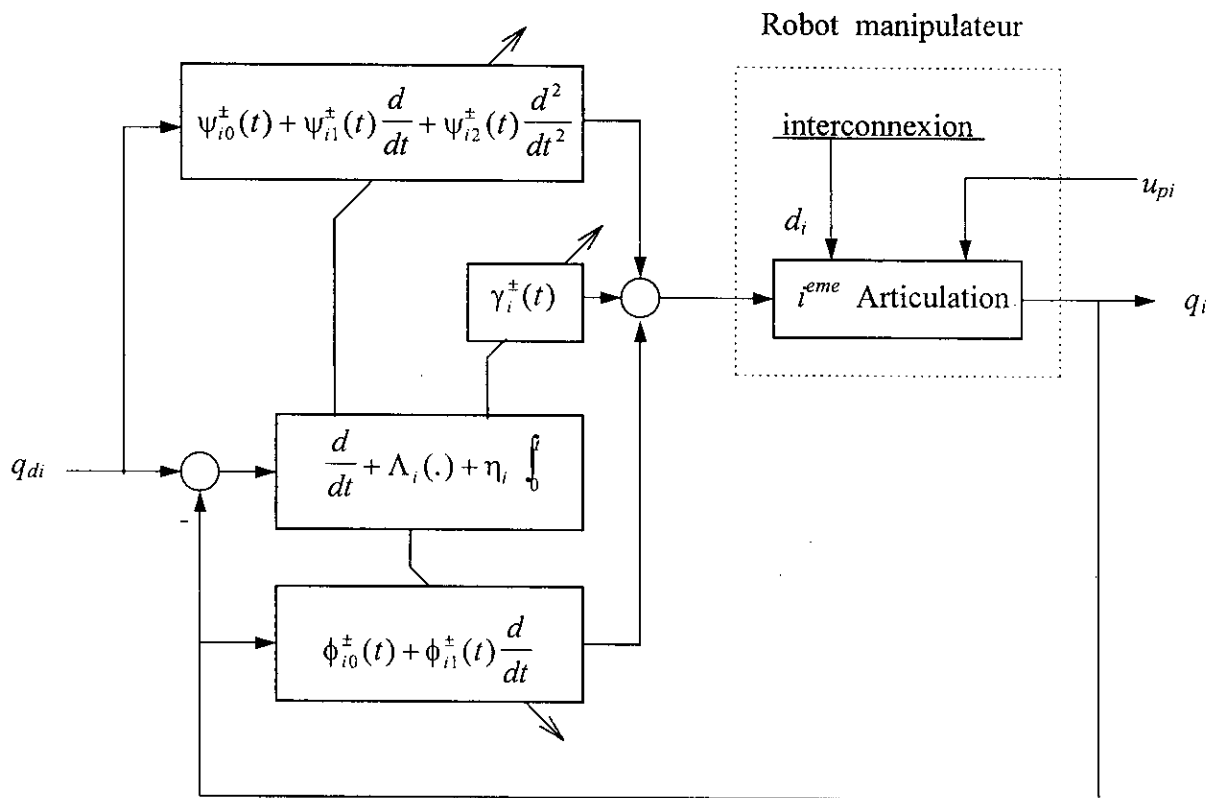 Robot manipulateur
ψ±i0(t) + ψ±i1(t) d/dt + ψ±i2(t) d²/dt²
interconnexion
upi
di
γ±i(t)
ieme Articulation
qi
qdi
d/dt + Λi(.) + ηi ∫0t
-
ϕ±i0(t) + ϕ±i1(t) d/dt